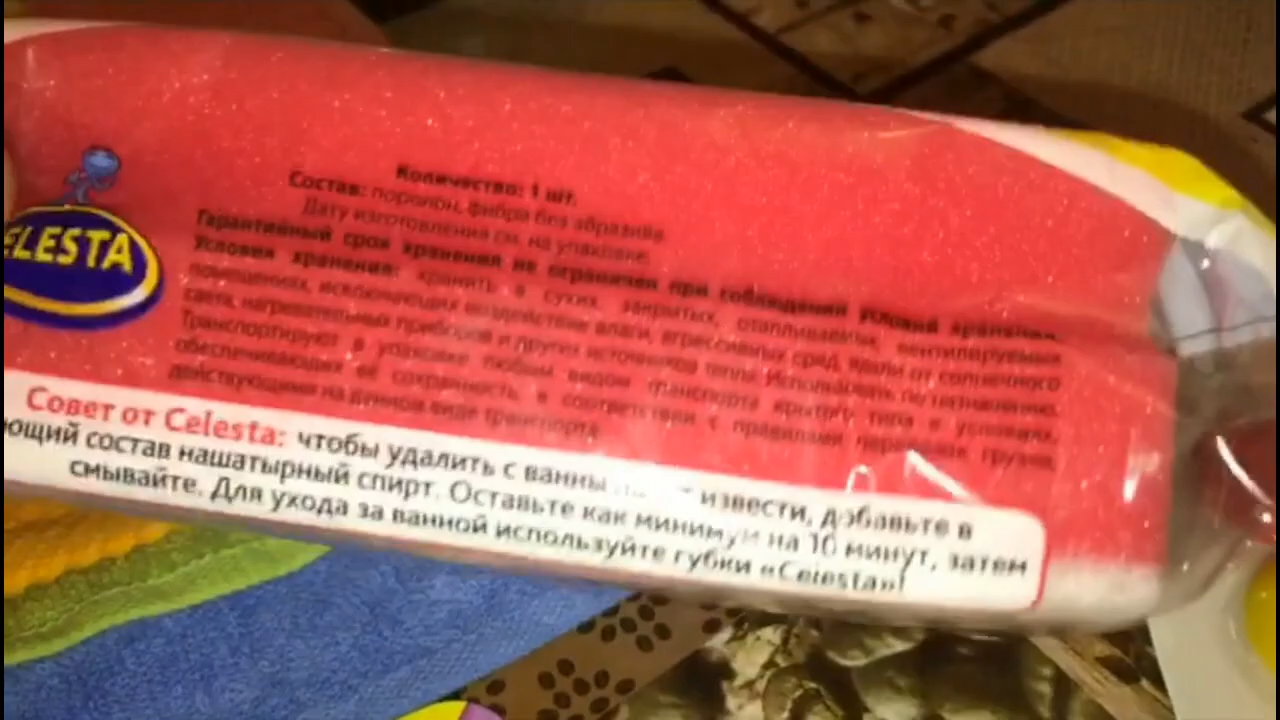 ELESTA
Количество: 1 шт.
Состав: поролон, фибра без абразива
Дату изготовления см. на упаковке.
Гарантийный срок хранения не ограничен при соблюдении условий хранения.
Условия хранения: хранить в сухих, закрытых, отапливаемых, вентилируемых
помещениях, исключающих воздействие влаги, агрессивных сред, вдали от солнечного
света, нагревательных приборов и других источников тепла. Использовать по назначению.
Транспортируют в упаковке любым видом транспорта крытого типа в условиях,
обеспечивающих её сохранность, в соответствии с правилами перевозки грузов,
действующими на данном виде транспорта.
Совет от Celesta: чтобы удалить с ванны извести, добавьте в
ющий состав нашатырный спирт. Оставьте как минимум на 10 минут, затем
смывайте. Для ухода за ванной используйте губки «Celesta»!